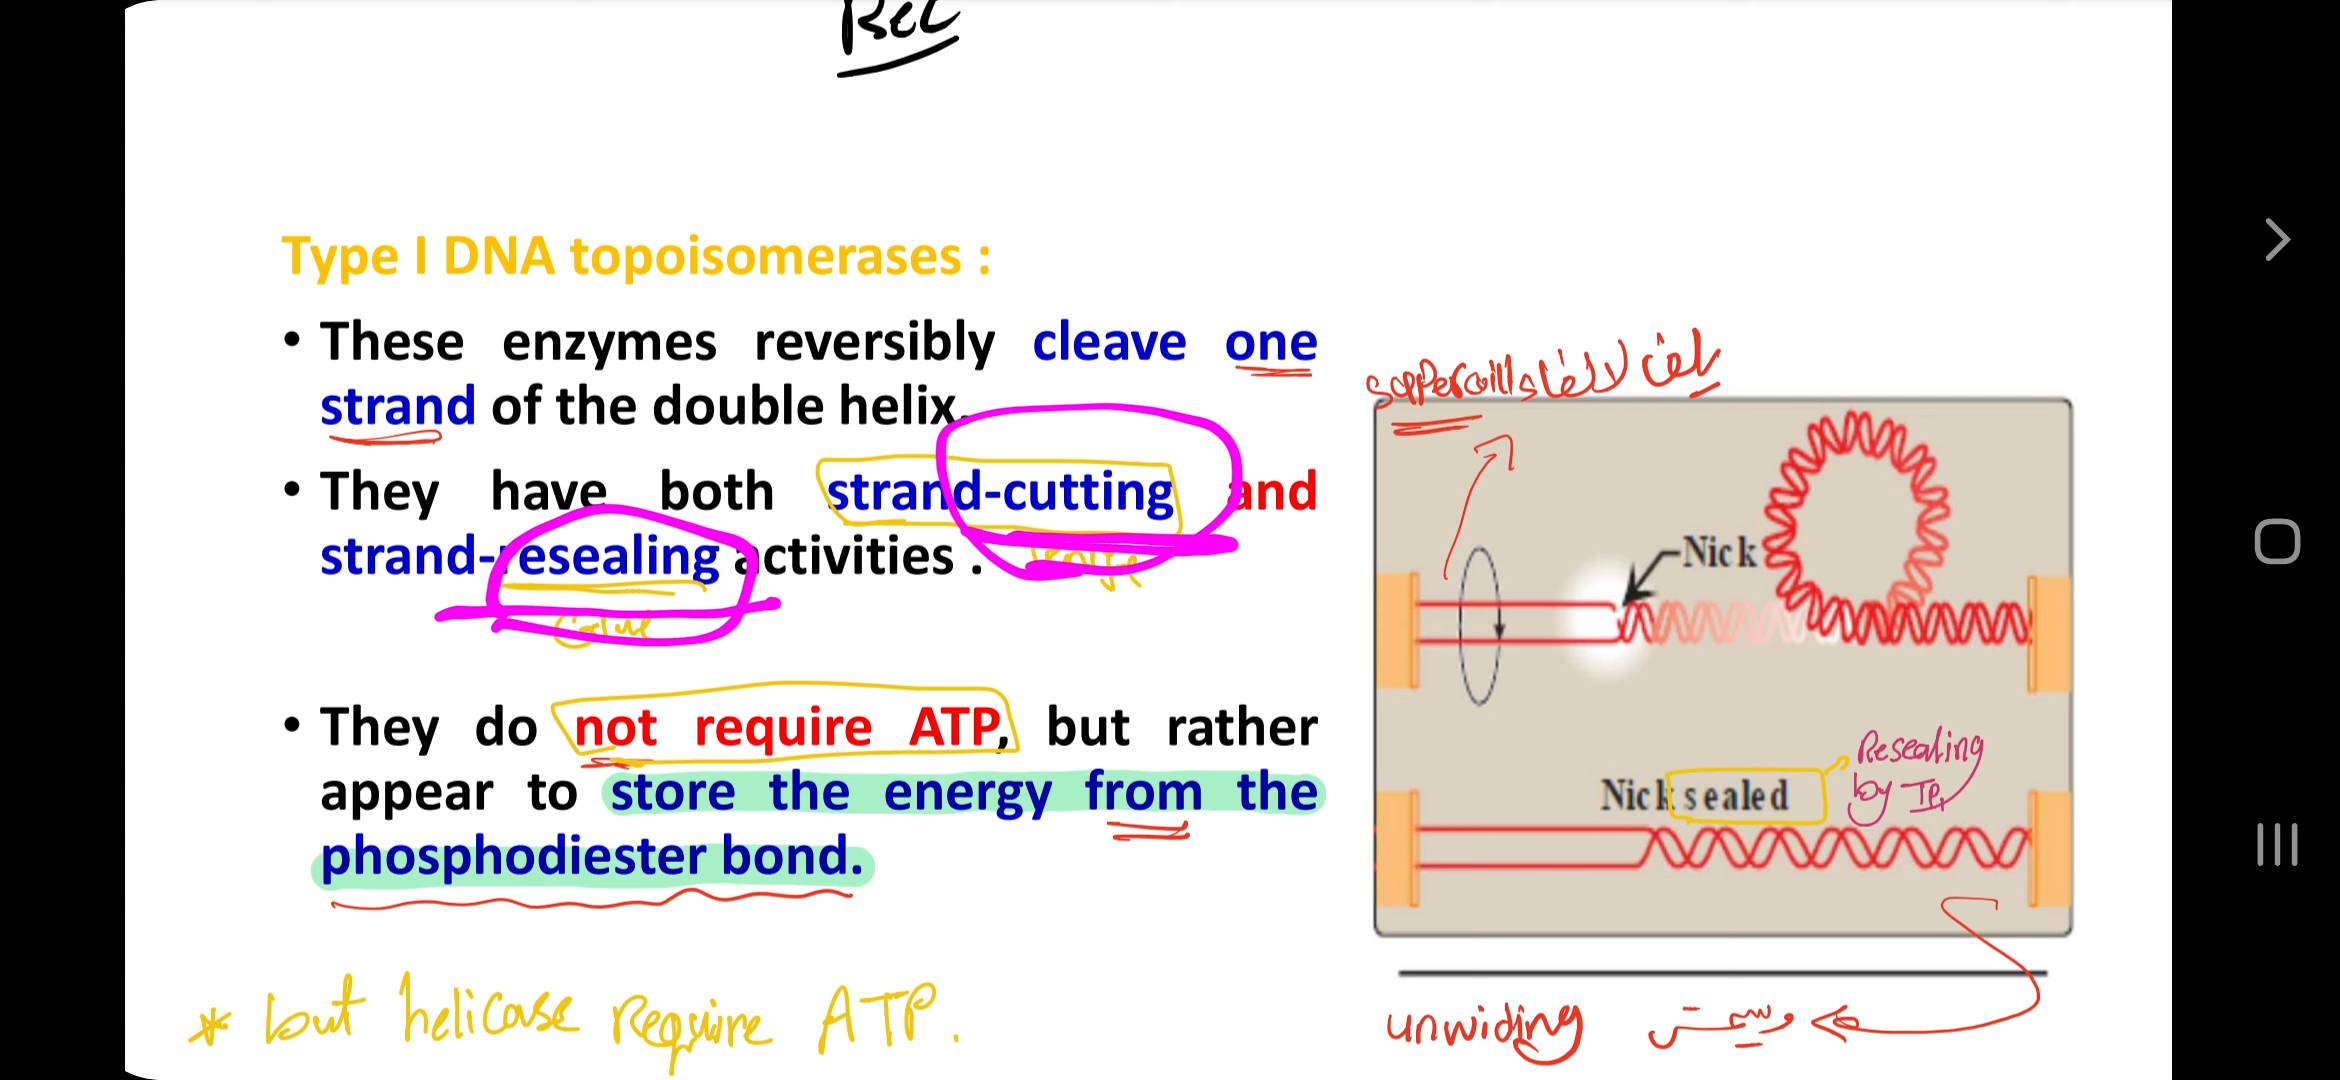 Type I DNA topoisomerases :
• These enzymes reversibly cleave one
strand of the double helix.
• They have both strand-cutting and
strand-resealing activities .
• They do not require ATP, but rather
appear to store the energy from the
phosphodiester bond.
* but helicase Require ATP.
Nick
Nick sealed
Resealing
by TP1
unwiding